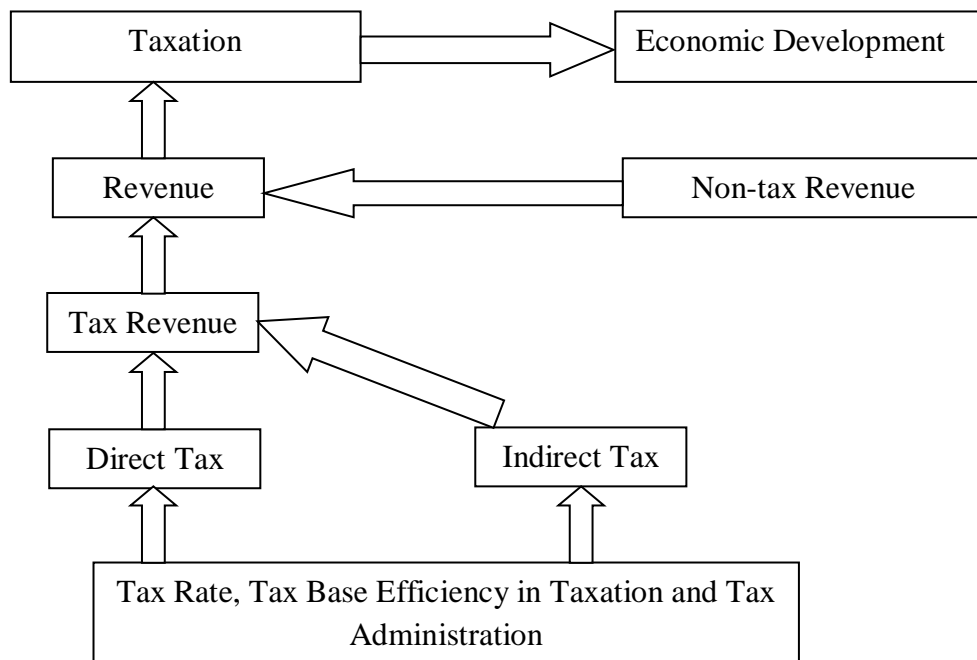 Taxation
Economic Development
Revenue
Non-tax Revenue
Tax Revenue
Direct Tax
Indirect Tax
Tax Rate, Tax Base Efficiency in Taxation and Tax
Administration